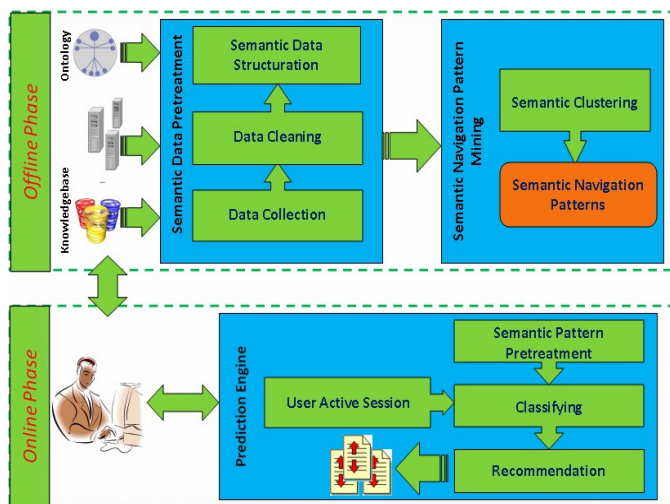 Offline Phase
Ontology
Knowledgebase
Semantic Data Pretreatment
Semantic Data
Structuration
Data Cleaning
Data Collection
Semantic Navigation Pattern
Mining
Semantic Clustering
Semantic Navigation
Patterns
Online Phase
Prediction Engine
Semantic Pattern
Pretreatment
User Active Session
Classifying
Recommendation